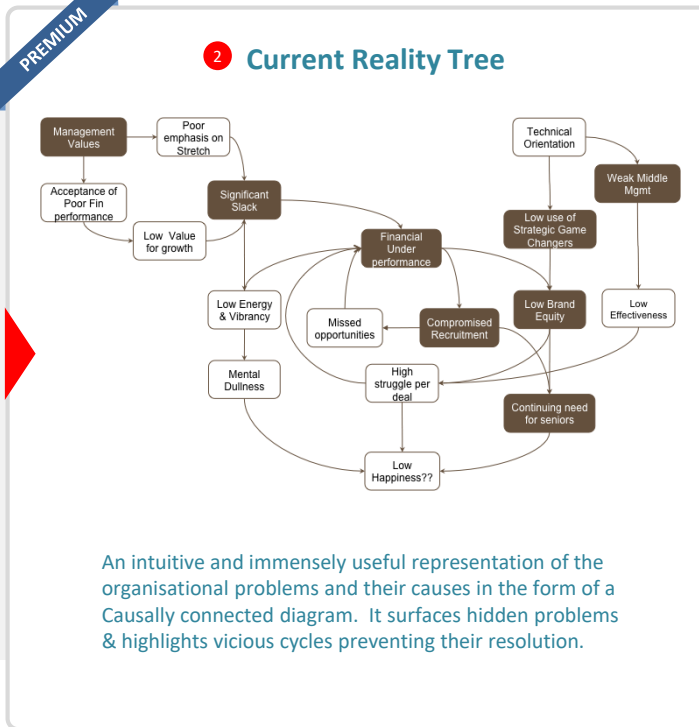 PREMIUM
2 Current Reality Tree
Management
Values
Poor
emphasis on
Stretch
Technical
Orientation
Weak Middle
Mgmt
Acceptance of
Poor Fin
performance
Significant
Slack
Low Value
for growth
Financial
Under
performance
Low use of
Strategic Game
Changers
Low Energy
& Vibrancy
Missed
opportunities
Compromised
Recruitment
Low Brand
Equity
Low
Effectiveness
Mental
Dullness
High
struggle per
deal
Continuing need
for seniors
Low
Happiness??
An intuitive and immensely useful representation of the
organisational problems and their causes in the form of a
Causally connected diagram. It surfaces hidden problems
& highlights vicious cycles preventing their resolution.